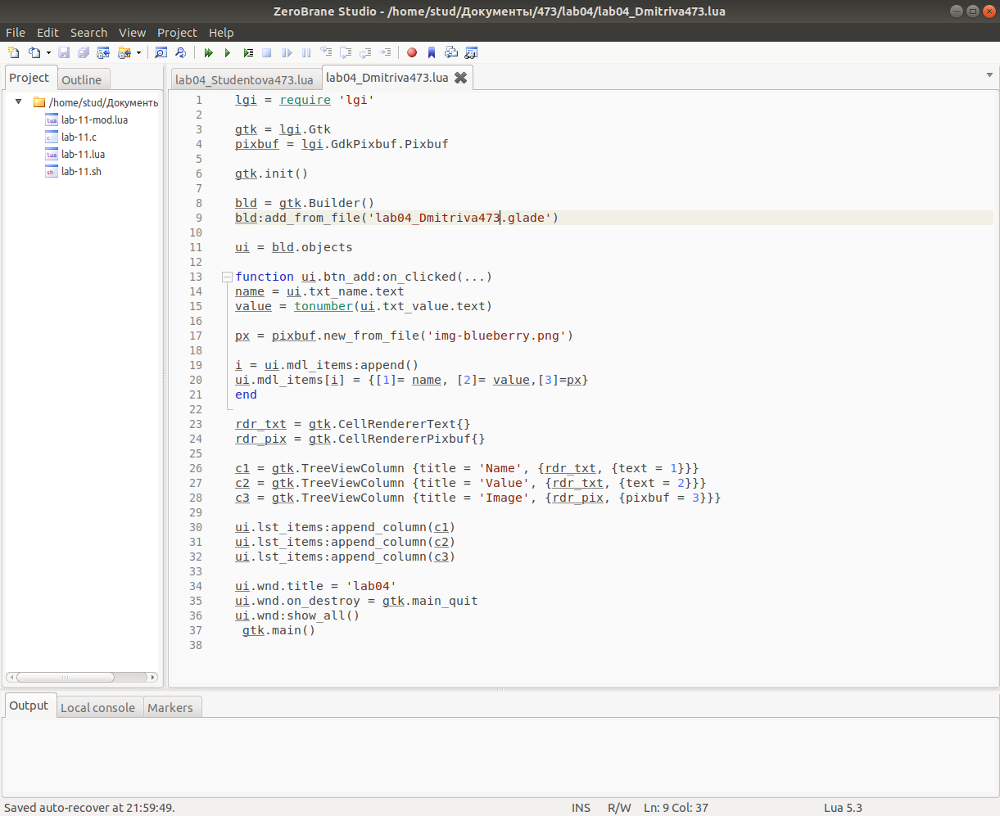 ZeroBrane Studio - /home/stud/Документы/473/lab04/lab04_Dmitriva473.lua
File Edit Search View Project Help
Project Outline
lab04_Studentova473.lua lab04_Dmitriva473.lua
/home/stud/Документь
lab-11-mod.lua
lab-11.c
lab-11.lua
lab-11.sh
1 lgi = require 'lgi'
2
3 gtk = lgi.Gtk
4 pixbuf = lgi.GdkPixbuf.Pixbuf
5
6 gtk.init()
7
8 bld = gtk.Builder()
9 bld:add_from_file('lab04_Dmitriva473.glade')
10
11 ui = bld.objects
12
13 function ui.btn_add:on_clicked(...)
14 name = ui.txt_name.text
15 value = tonumber(ui.txt_value.text)
16
17 px = pixbuf.new_from_file('img-blueberry.png')
18
19 i = ui.mdl_items:append()
20 ui.mdl_items[i] = {[1]= name, [2]= value,[3]=px}
21 end
22
23 rdr_txt = gtk.CellRendererText{}
24 rdr_pix = gtk.CellRendererPixbuf{}
25
26 c1 = gtk.TreeViewColumn {title = 'Name', {rdr_txt, {text = 1}}}
27 c2 = gtk.TreeViewColumn {title = 'Value', {rdr_txt, {text = 2}}}
28 c3 = gtk.TreeViewColumn {title = 'Image', {rdr_pix, {pixbuf = 3}}}
29
30 ui.lst_items:append_column(c1)
31 ui.lst_items:append_column(c2)
32 ui.lst_items:append_column(c3)
33
34 ui.wnd.title = 'lab04'
35 ui.wnd.on_destroy = gtk.main_quit
36 ui.wnd:show_all()
37 gtk.main()
38
Output Local console Markers
Saved auto-recover at 21:59:49. INS R/W Ln: 9 Col: 37 Lua 5.3